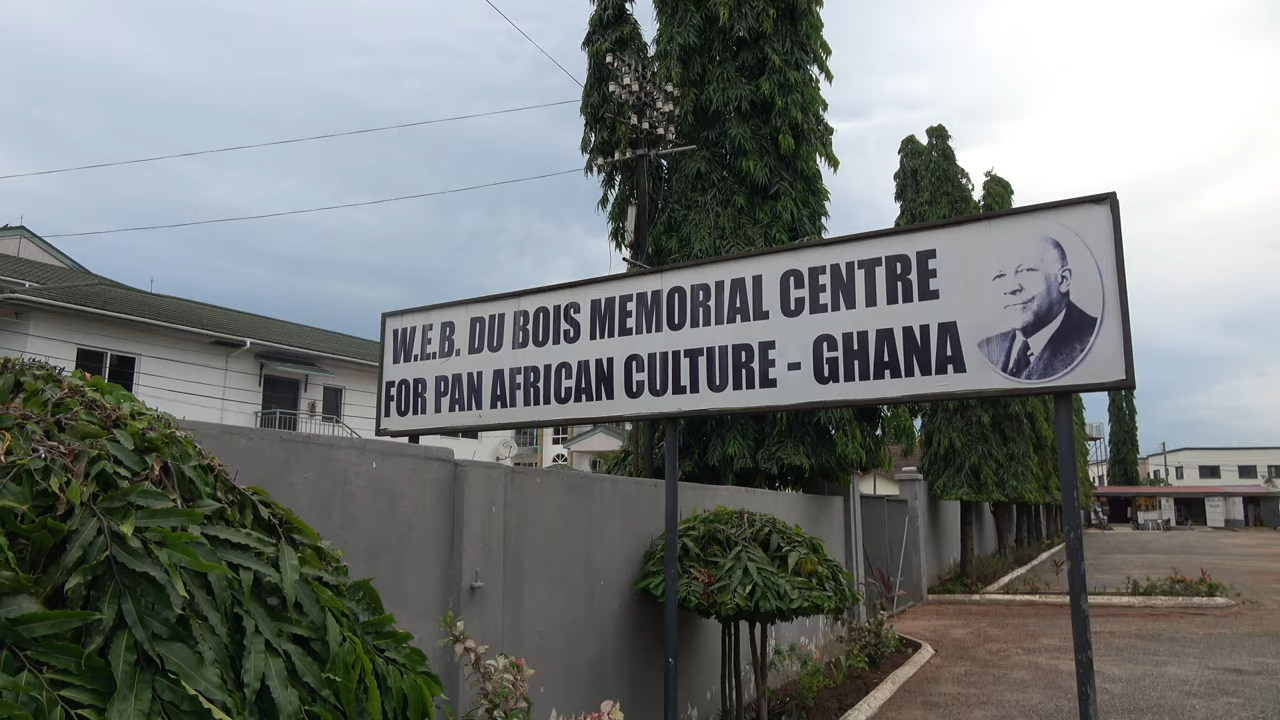 W.E.B. DU BOIS MEMORIAL CENTRE
FOR PAN AFRICAN CULTURE - GHANA